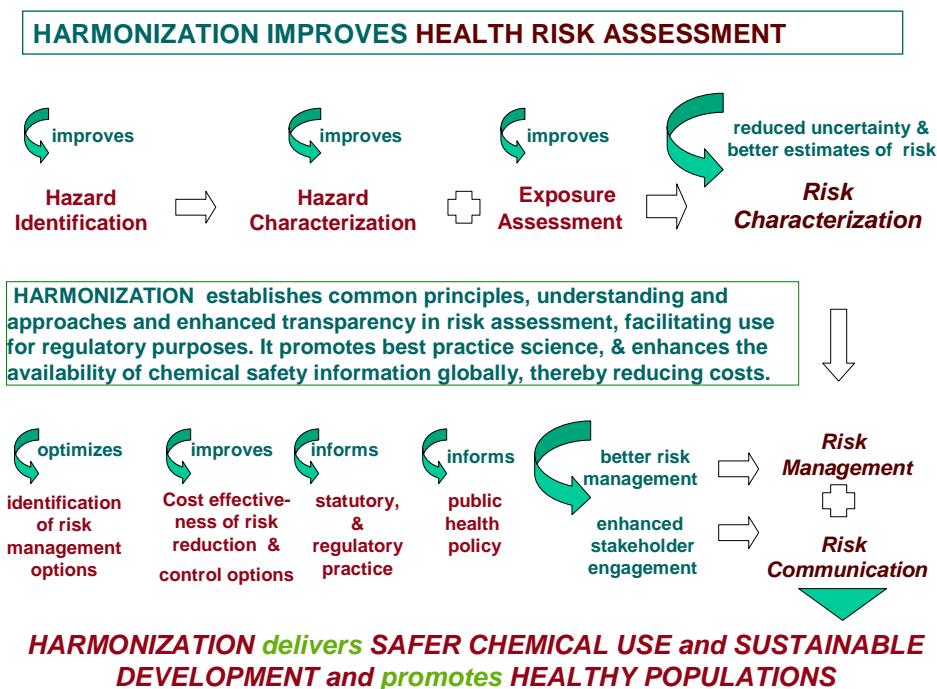 HARMONIZATION IMPROVES HEALTH RISK ASSESSMENT
improves
improves
improves
reduced uncertainty &
better estimates of risk
Hazard
Identification
Hazard
Characterization
Exposure
Assessment
Risk
Characterization
HARMONIZATION establishes common principles, understanding and
approaches and enhanced transparency in risk assessment, facilitating use
for regulatory purposes. It promotes best practice science, & enhances the
availability of chemical safety information globally, thereby reducing costs.
optimizes
identification
of risk
management
options
improves
Cost effective-
ness of risk
reduction &
control options
informs
statutory,
&
regulatory
practice
informs
public
health
policy
better risk
management
enhanced
stakeholder
engagement
Risk
Management
Risk
Communication
HARMONIZATION delivers SAFER CHEMICAL USE and SUSTAINABLE
DEVELOPMENT and promotes HEALTHY POPULATIONS